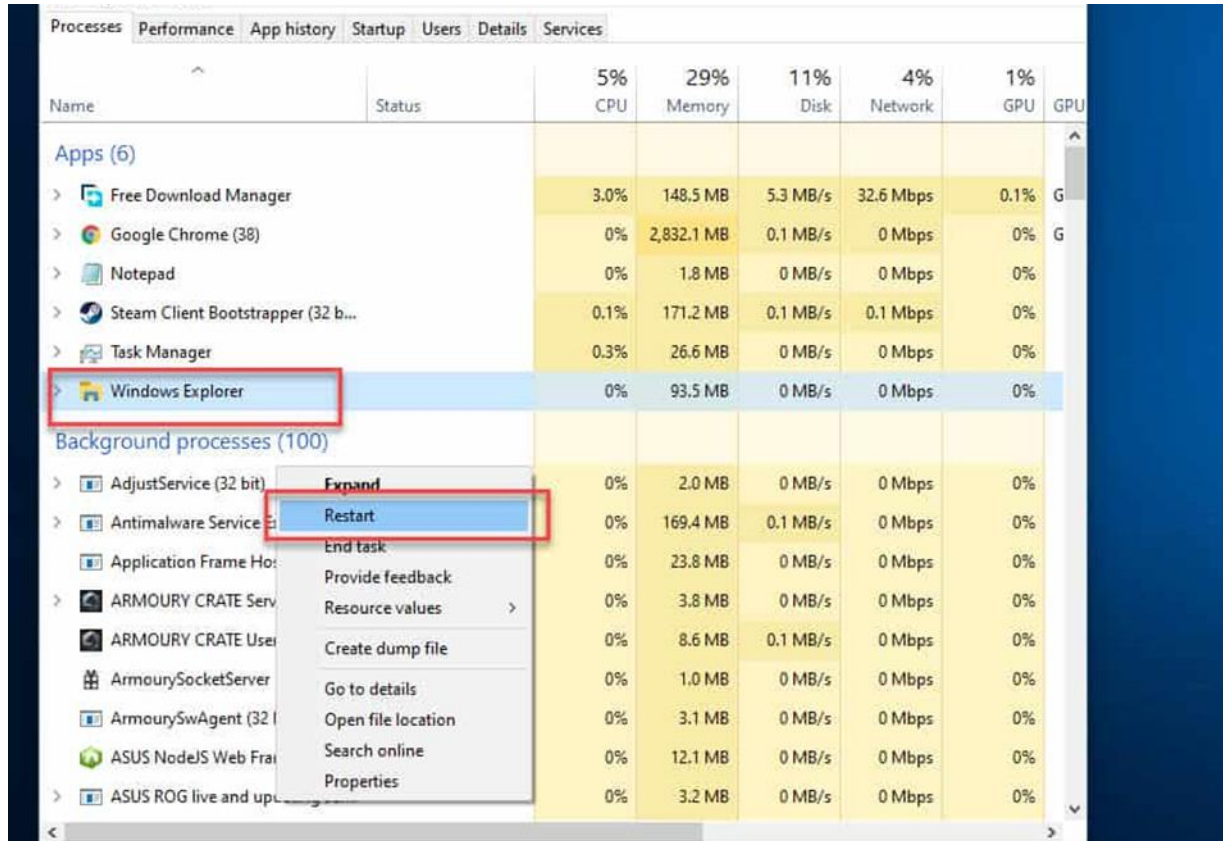 Processes Performance App history Startup Users Details Services
5% 29% 11% 4% 1%
Name Status CPU Memory Disk Network GPU GPU
Apps (6)
Free Download Manager 3.0% 148.5 MB 5.3 MB/s 32.6 Mbps 0.1% G
Google Chrome (38) 0% 2,832.1 MB 0.1 MB/s 0 Mbps 0% G
Notepad 0% 1.8 MB 0 MB/s 0 Mbps 0%
Steam Client Bootstrapper (32 b... 0.1% 171.2 MB 0.1 MB/s 0.1 Mbps 0%
Task Manager 0.3% 26.6 MB 0 MB/s 0 Mbps 0%
Windows Explorer 0% 93.5 MB 0 MB/s 0 Mbps 0%
Background processes (100)
AdjustService (32 bit) Expand 0% 2.0 MB 0 MB/s 0 Mbps 0%
Antimalware Service Restart 0% 169.4 MB 0.1 MB/s 0 Mbps 0%
End task
Application Frame Hos 23.8 MB 0% 0 MB/s 0 Mbps 0%
Provide feedback
ARMOURY CRATE Serv Resource values 0% 3.8 MB 0 MB/s 0 Mbps 0%
ARMOURY CRATE User Create dump file 0% 8.6 MB 0.1 MB/s 0 Mbps 0%
ArmourySocketServer Go to details 0% 1.0 MB 0 MB/s 0 Mbps 0%
ArmourySwAgent (32 Open file location 0% 3.1 MB 0 MB/s 0 Mbps 0%
ASUS NodeJS Web Fra Search online 0% 12.1 MB 0 MB/s 0 Mbps 0%
Properties
ASUS ROG live and 0% 3.2 MB 0 MB/s 0 Mbps 0%